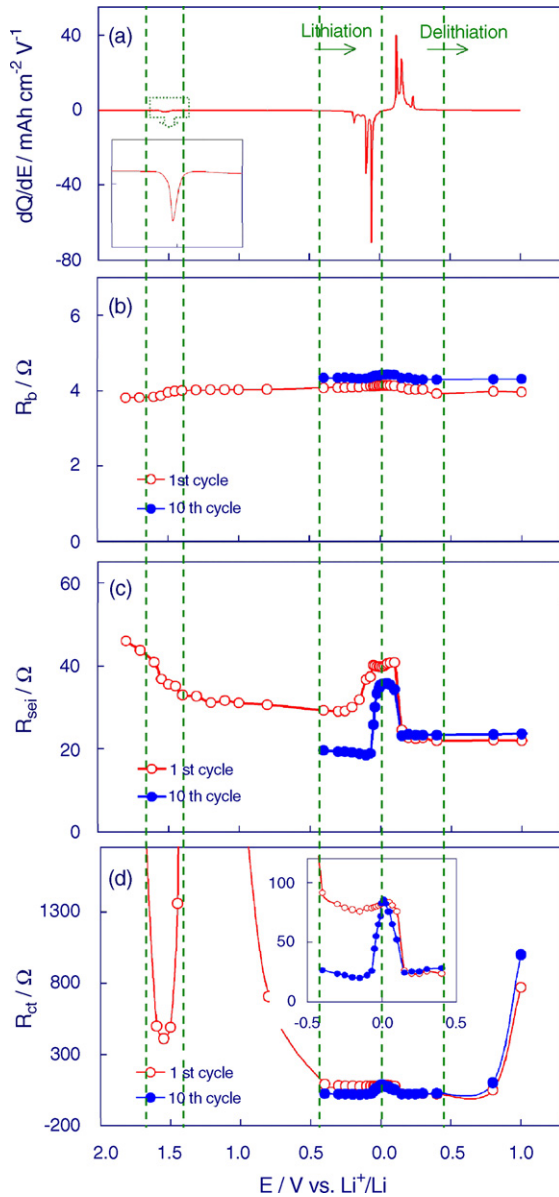 (a)
Lithiation
Delithiation
dQ/dE / mAh cm⁻² V⁻¹
40
0
-40
-80
(b)
R_b / Ω
6
4
2
0
1st cycle
10 th cycle
(c)
R_sei / Ω
60
40
20
0
1 st cycle
10 th cycle
(d)
R_ct / Ω
1300
800
300
-200
100
50
0
-0.5
0.0
0.5
1 st cycle
10 th cycle
2.0 1.5 1.0 0.5 0.0 0.5 1.0
E / V vs. Li⁺/Li